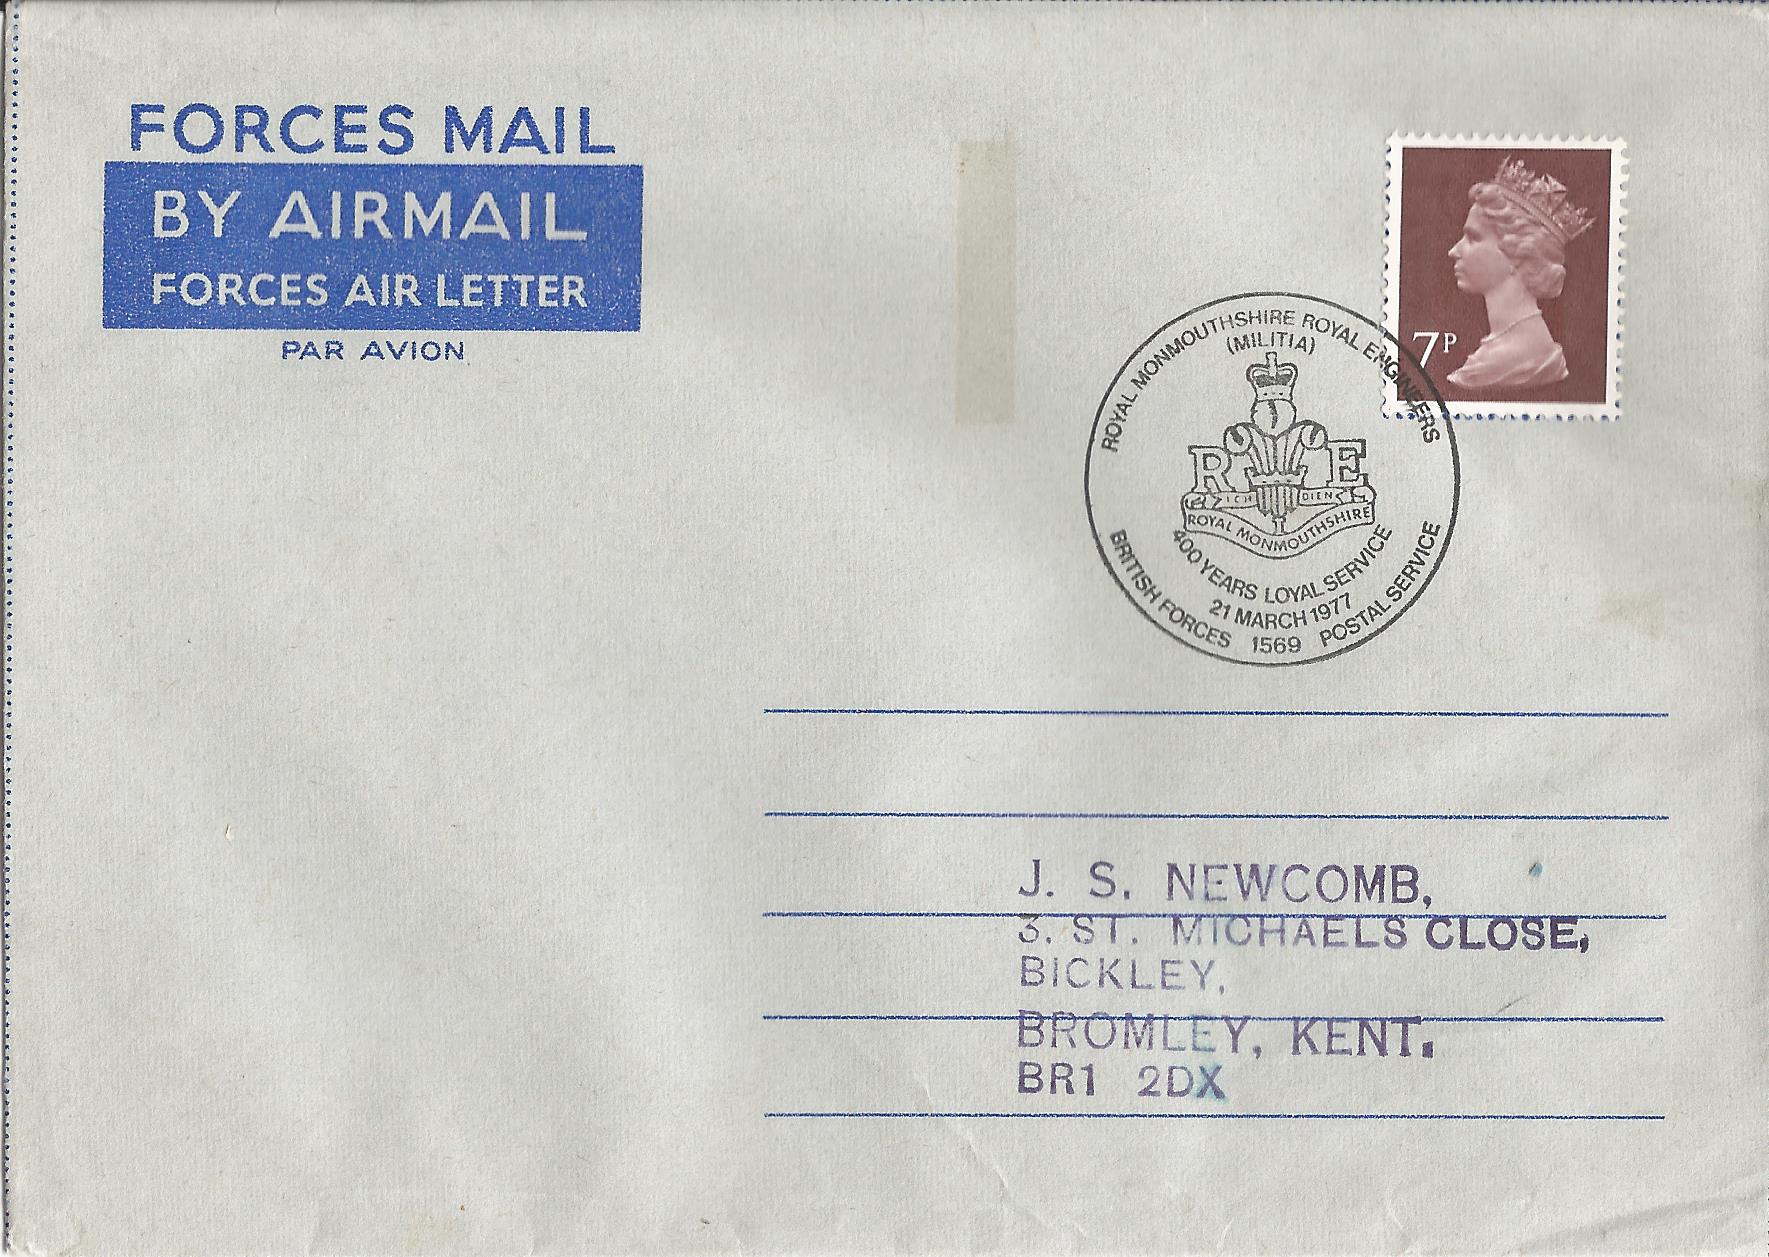 FORCES MAIL
BY AIRMAIL
FORCES AIR LETTER
PAR AVION
7P
ROYAL MONMOUTHSHIRE ROYAL ENGINEERS
(MILITIA)
R E
ICH DIEN
ROYAL MONMOUTHSHIRE
400 YEARS LOYAL SERVICE
21 MARCH 1977
BRITISH FORCES 1569 POSTAL SERVICE
J. S. NEWCOMB,
3. ST. MICHAELS CLOSE,
BICKLEY,
BROMLEY, KENT.
BR1 2DX